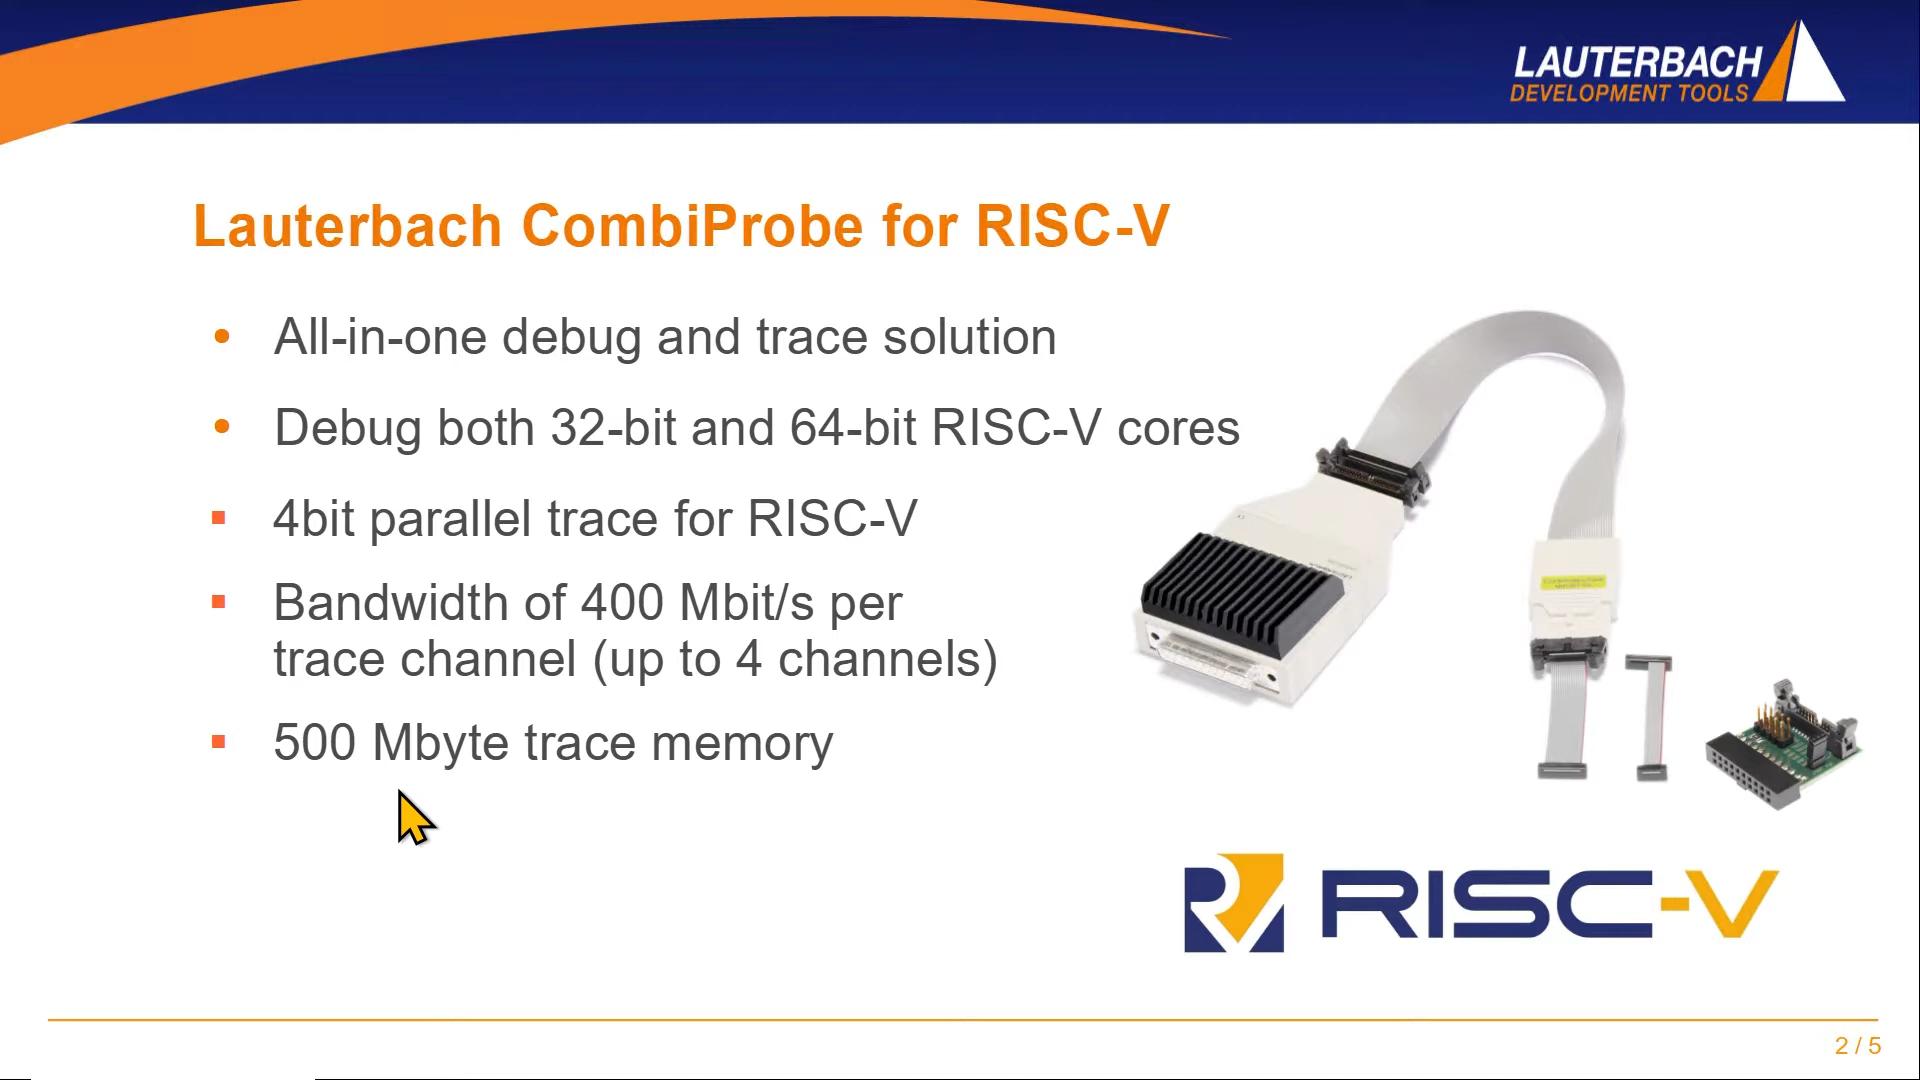 LAUTERBACH
DEVELOPMENT TOOLS
Lauterbach CombiProbe for RISC-V
• All-in-one debug and trace solution
• Debug both 32-bit and 64-bit RISC-V cores
▪ 4bit parallel trace for RISC-V
▪ Bandwidth of 400 Mbit/s per
trace channel (up to 4 channels)
▪ 500 Mbyte trace memory
RISC-V
2 / 5